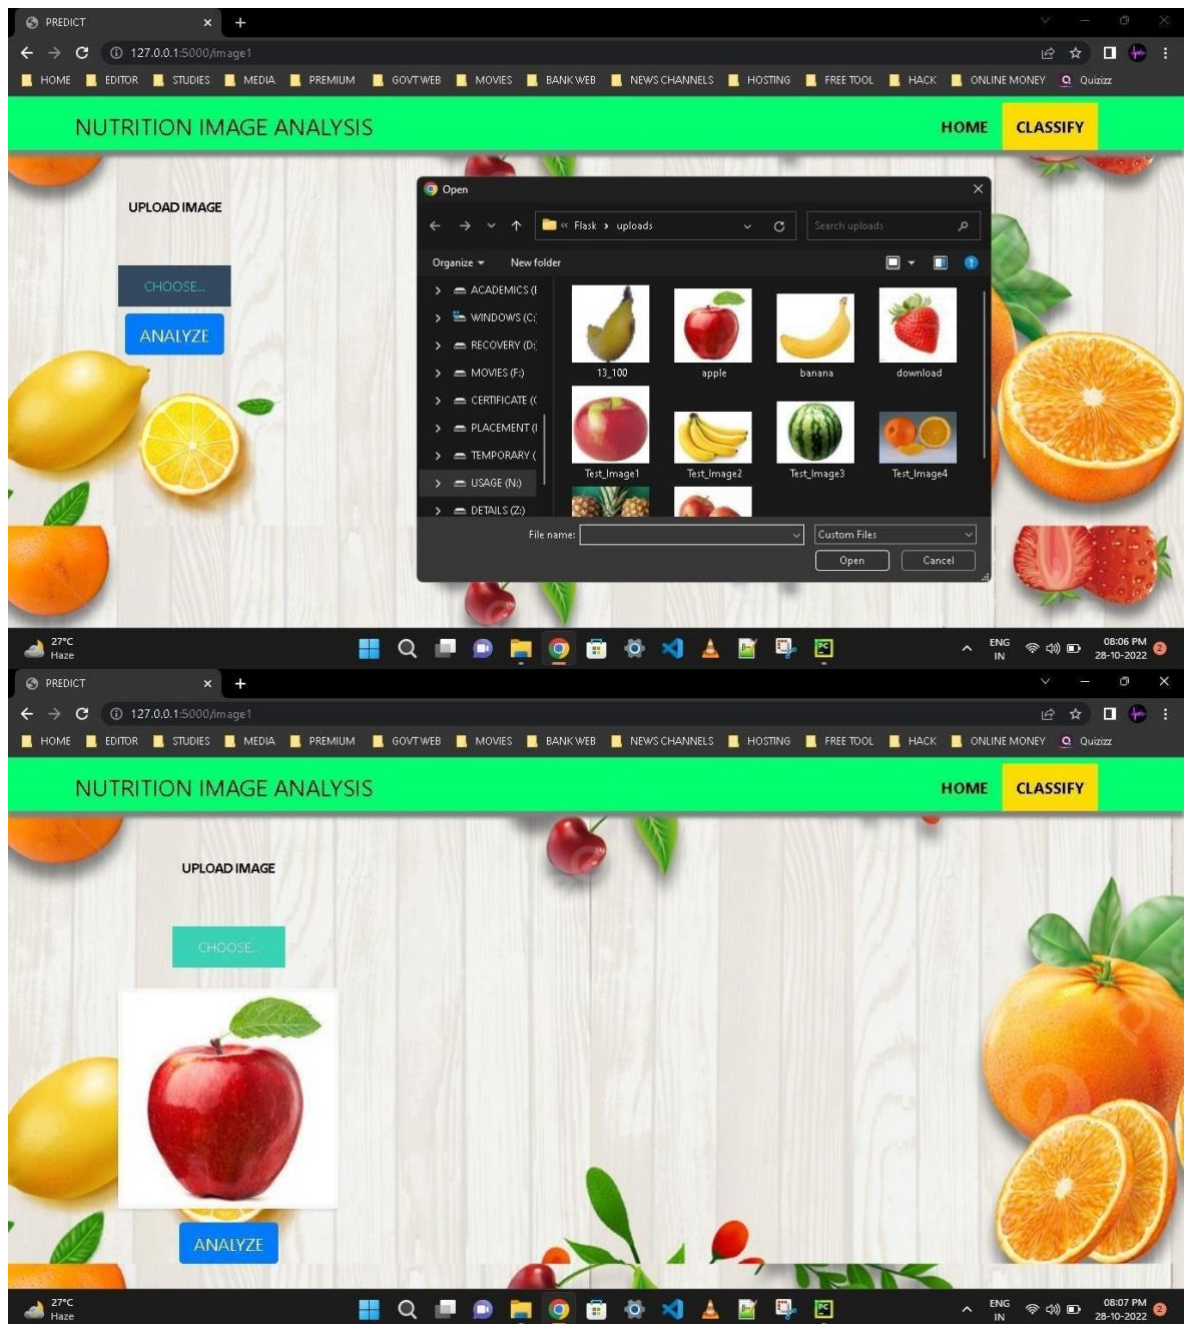 PREDICT
127.0.0.1:5000/image1
HOME EDITOR STUDIES MEDIA PREMIUM GOVT WEB MOVIES BANK WEB NEWS CHANNELS HOSTING FREE TOOL HACK ONLINE MONEY Quizizz
NUTRITION IMAGE ANALYSIS HOME CLASSIFY
UPLOAD IMAGE
CHOOSE...
ANALYZE
Open
« Flask › uploads Search uploads
Organize New folder
ACADEMICS (
WINDOWS (C:
RECOVERY (D:
MOVIES (F:)
CERTIFICATE (
PLACEMENT (
TEMPORARY (
USAGE (N:)
DETAILS (Z:)
13_100 apple banana download
Test_Image1 Test_Image2 Test_Image3 Test_Image4
File name: Custom Files
Open Cancel
27°C
Haze
ENG
IN
08:06 PM
28-10-2022
2
PREDICT
127.0.0.1:5000/image1
HOME EDITOR STUDIES MEDIA PREMIUM GOVT WEB MOVIES BANK WEB NEWS CHANNELS HOSTING FREE TOOL HACK ONLINE MONEY Quizizz
NUTRITION IMAGE ANALYSIS HOME CLASSIFY
UPLOAD IMAGE
CHOOSE...
ANALYZE
27°C
Haze
ENG
IN
08:07 PM
28-10-2022
2